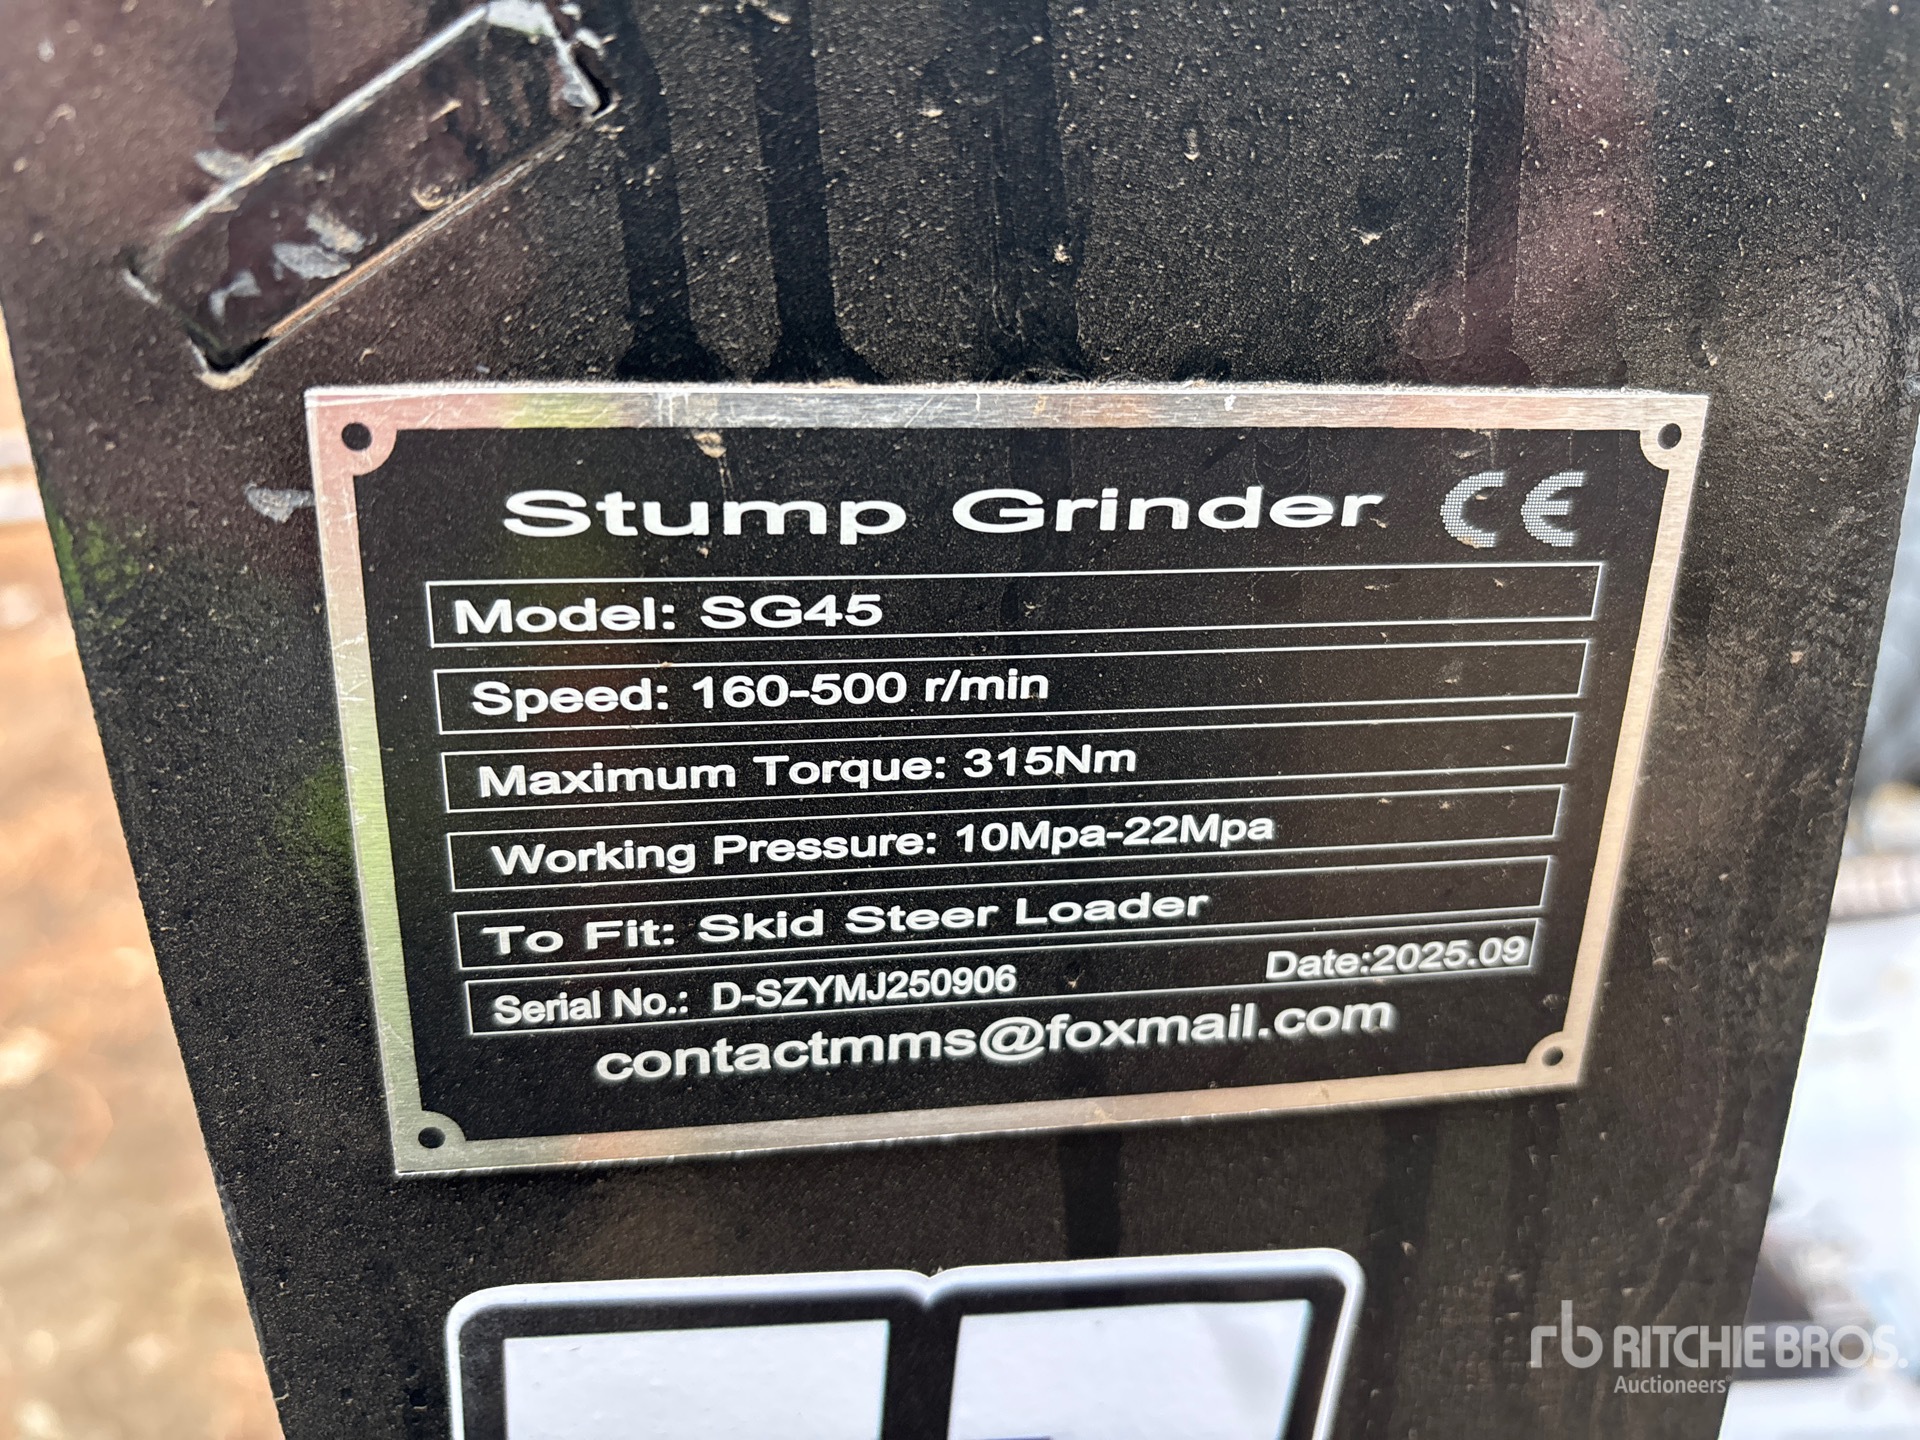 Stump Grinder CE
Model: SG45
Speed: 160-500 r/min
Maximum Torque: 315Nm
Working Pressure: 10Mpa-22Mpa
To Fit: Skid Steer Loader
Serial No.: D-SZYMJ250906 Date:2025.09
contactmms@foxmail.com
rb RITCHIE BROS.
Auctioneers